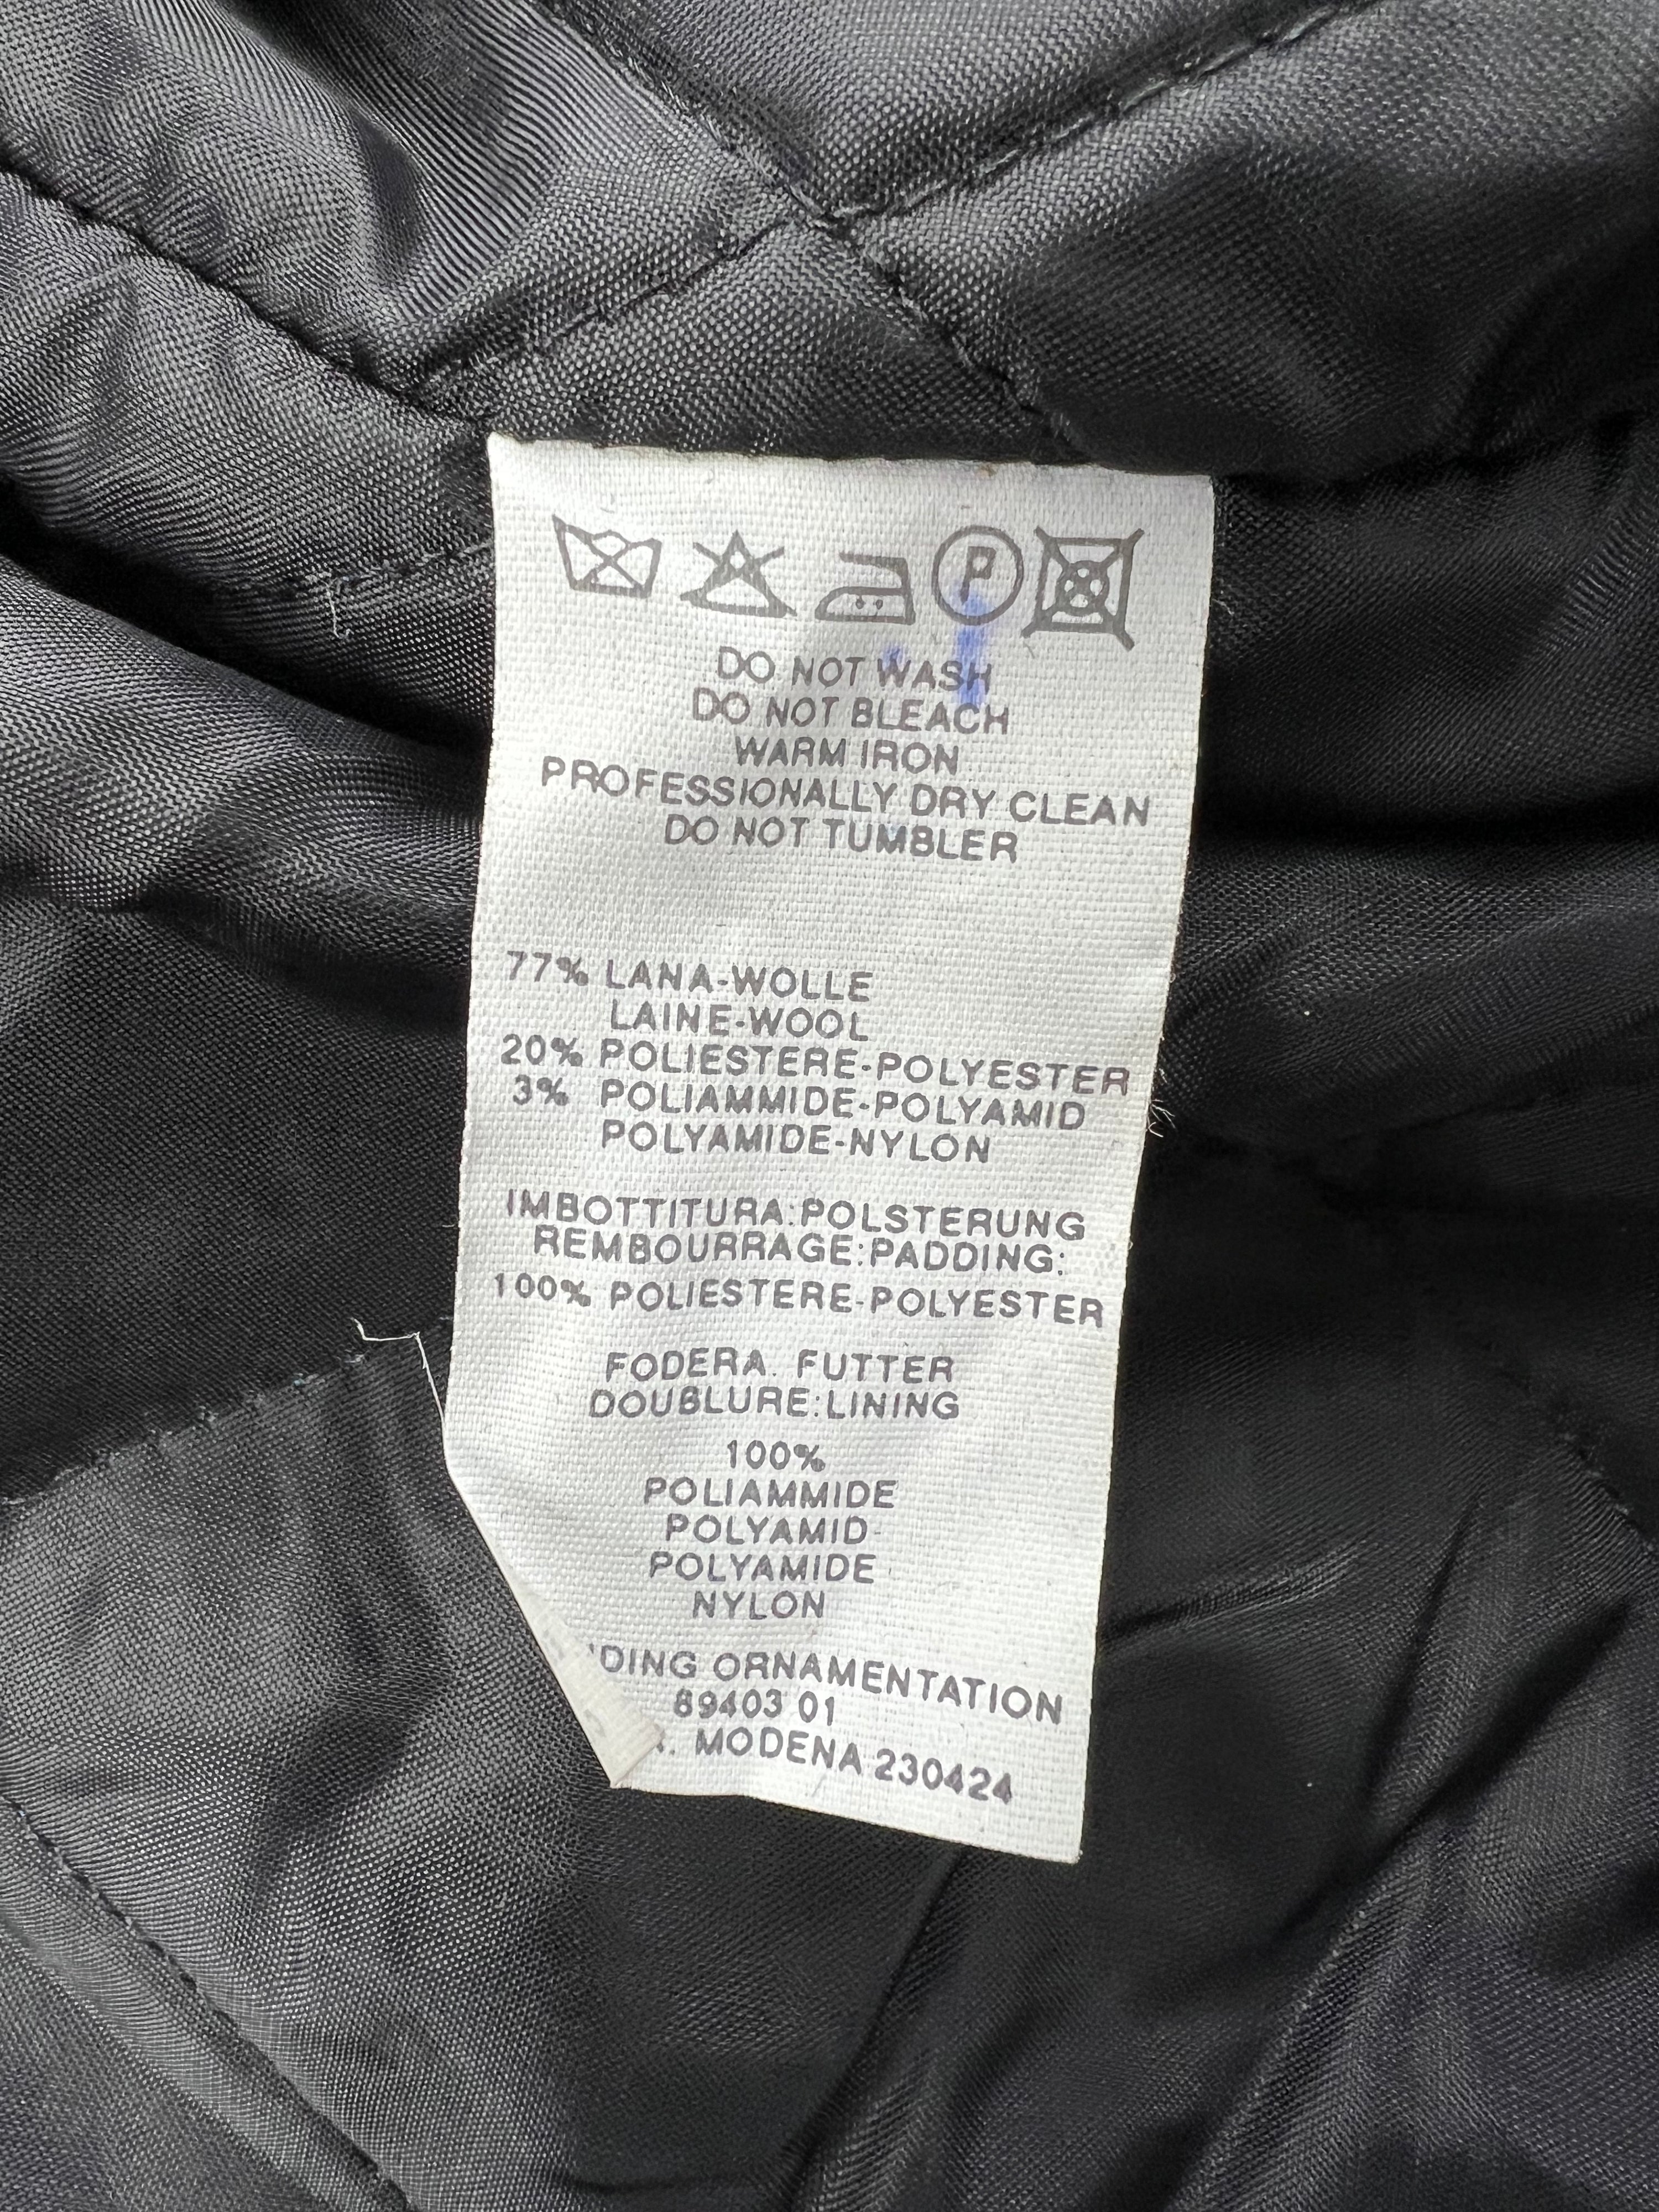 P
DO NOT WASH
DO NOT BLEACH
WARM IRON
PROFESSIONALLY DRY CLEAN
DO NOT TUMBLER
77% LANA-WOLLE
LAINE-WOOL
20% POLIESTERE-POLYESTER
3% POLIAMMIDE-POLYAMID
POLYAMIDE-NYLON
IMBOTTITURA:POLSTERUNG
REMBOURRAGE:PADDING:
100% POLIESTERE-POLYESTER
FODERA. FUTTER
DOUBLURE:LINING
100%
POLIAMMIDE
POLYAMID-
POLYAMIDE
NYLON
ORNAMENTATION
89403 01
MODENA 230424